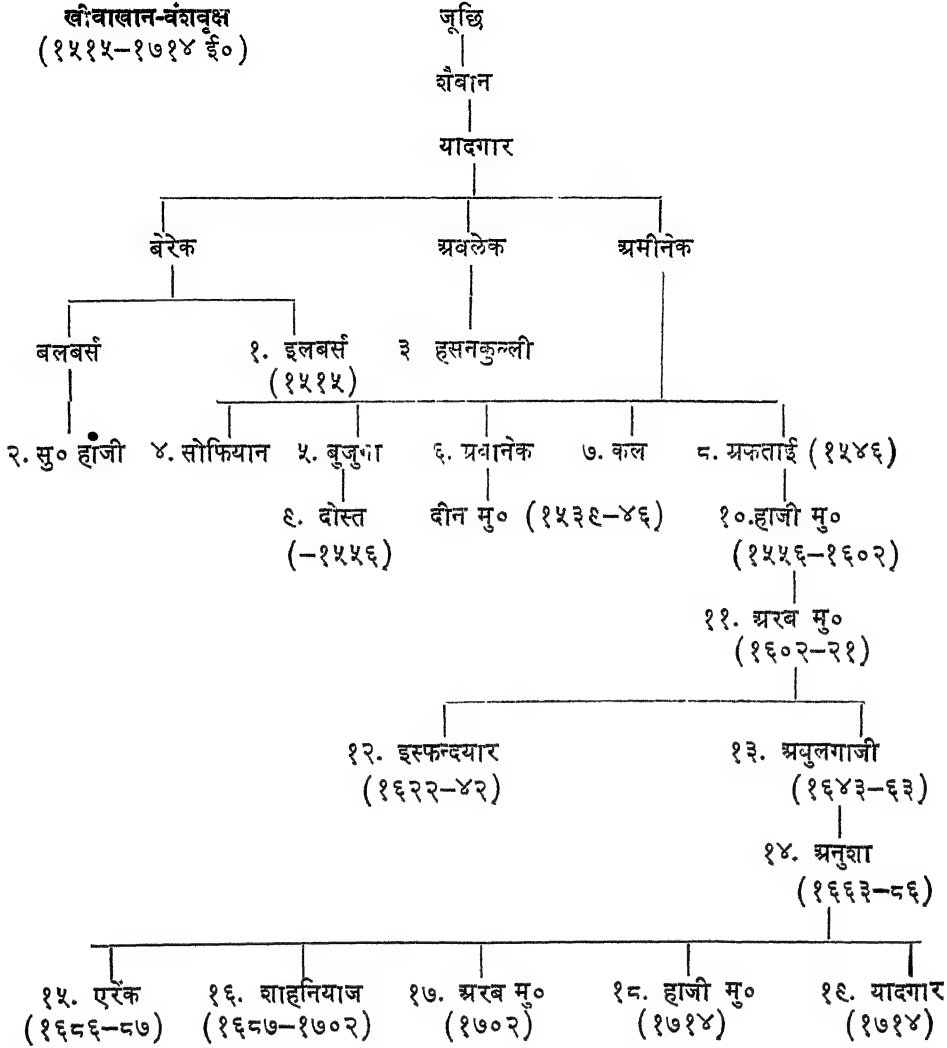 खीवाखान-वंशवृक्ष जूछि
(१५१५–१७१४ ई०)
शैबान
यादगार
बेरेक अवलेक अमीनेक
बलबर्स १. इलबर्स ३ हसनकुल्ली
(१५१५)
२. सु० हाजी ४. सोफियान ५. बुजुगा ६. अवानेक ७. कल ८. अफताई (१५४६)
९. दोस्त दीन मु० (१५३९–४६) १०.हाजी मु०
(–१५५६) (१५५६–१६०२)
११. अरब मु०
(१६०२–२१)
१२. इस्फन्दयार १३. अबुलगाजी
(१६२२–४२) (१६४३–६३)
१४. अनुशा
(१६६३–८६)
१५. एरेंक १६. शाहनियाज १७. अरब मु० १८. हाजी मु० १९. यादगार
(१६८६–८७) (१६८७–१७०२) (१७०२) (१७१४) (१७१४)